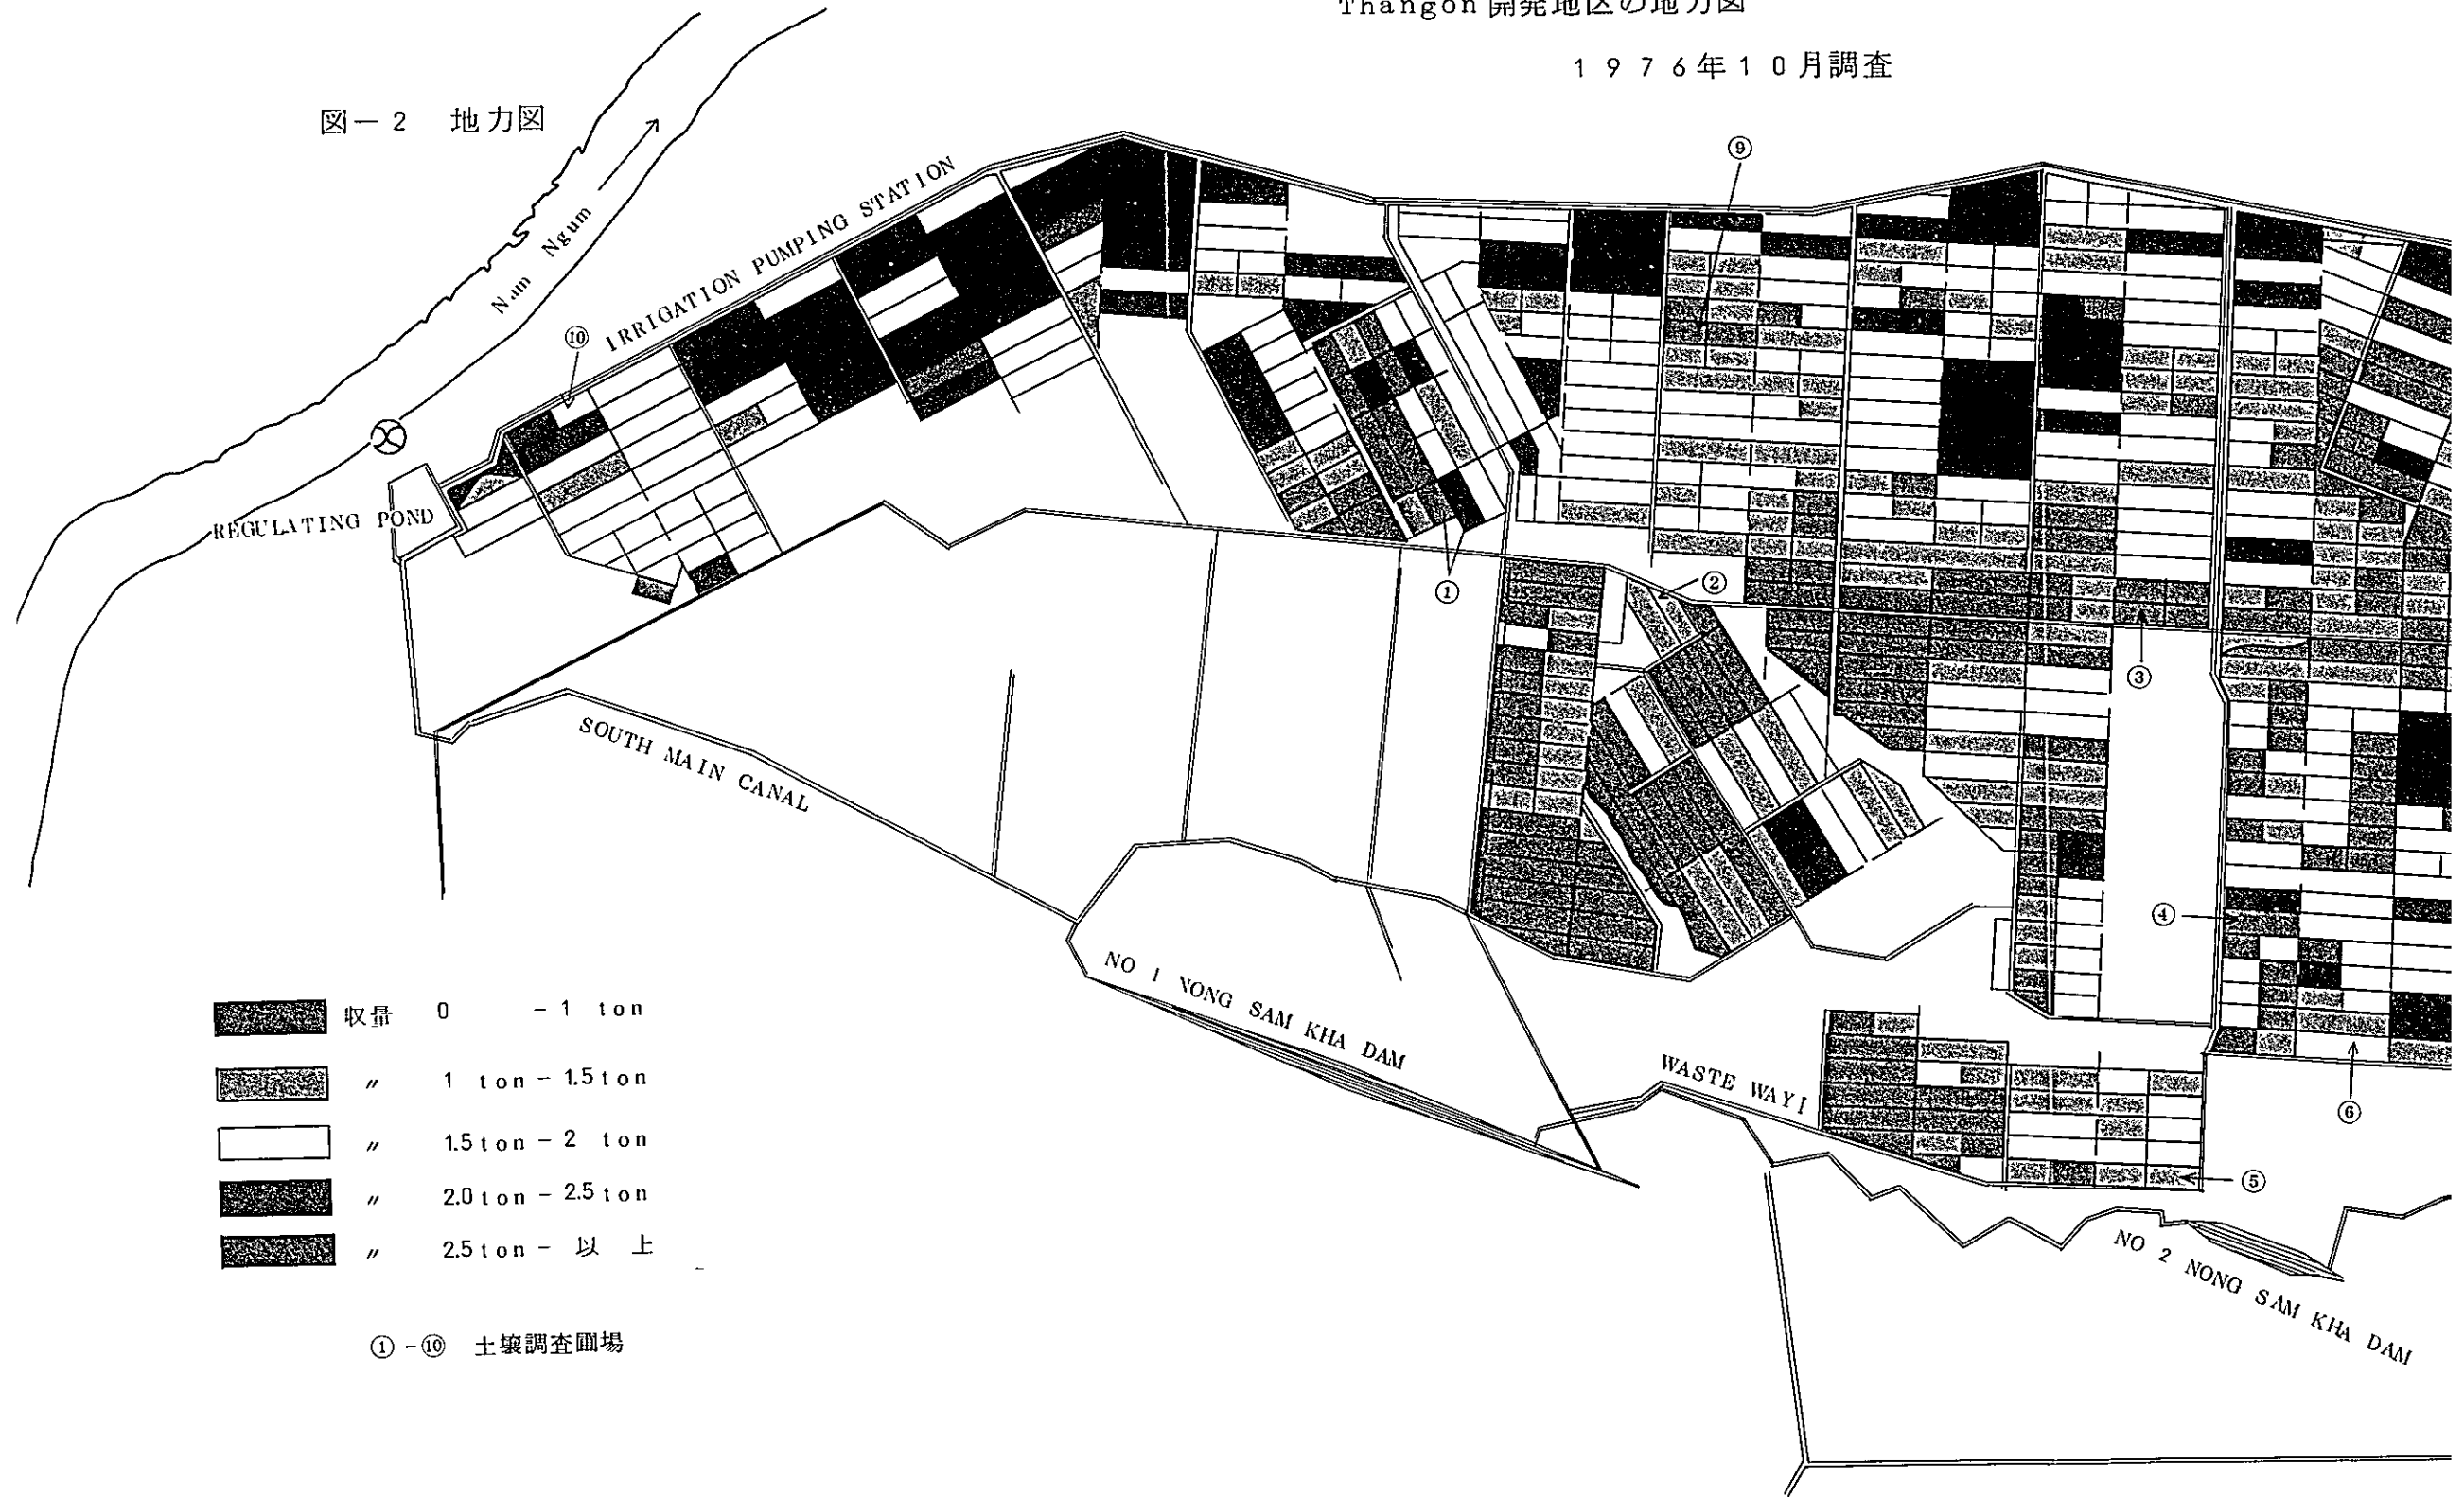 Thangon 開発地区の地力図
1976年10月調査
図－2 地力図
Nam Ngum
IRRIGATION PUMPING STATION
REGULATING POND
SOUTH MAIN CANAL
NO 1 NONG SAM KHA DAM
WASTE WAY I
NO 2 NONG SAM KHA DAM
⑨
⑩
①
②
③
④
⑥
⑤
収量 0 － 1 ton
〃 1 ton － 1.5 ton
〃 1.5 ton － 2 ton
〃 2.0 ton － 2.5 ton
〃 2.5 ton － 以上
①－⑩ 土壌調査圃場